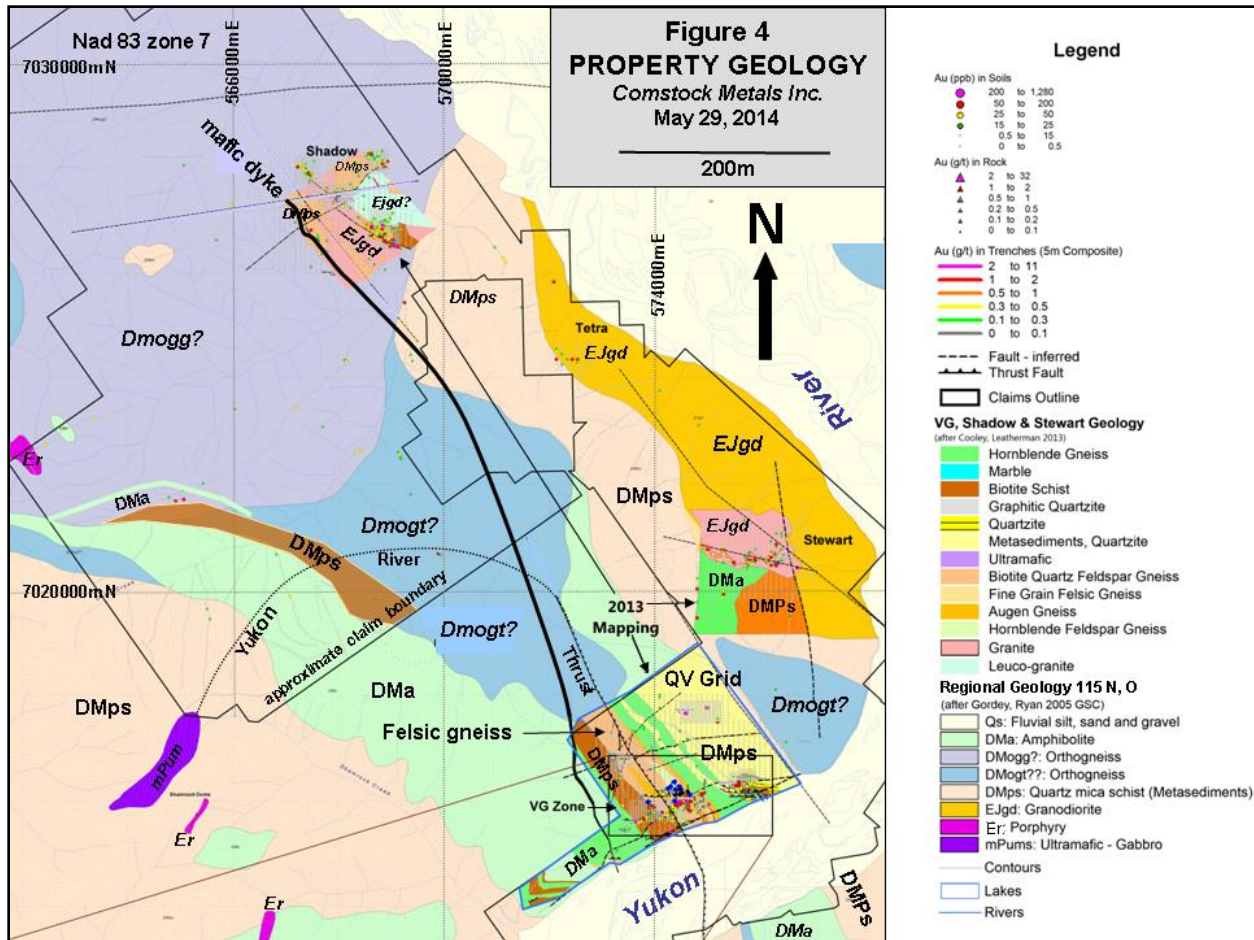 Nad 83 zone 7
7030000mN
566000mE
570000mE
Figure 4
PROPERTY GEOLOGY
Comstock Metals Inc.
May 29, 2014
200m
mafic dyke
Shadow
DMps
Ejgd?
DMps
EJgd
N
574000mE
DMps
Tetra
EJgd
River
Dmogg?
EJgd
Er
DMa
DMps
Dmogt?
DMps
EJgd
Stewart
River
7020000mN
DMa
DMPs
2013
Mapping
Yukon
approximate claim boundary
Dmogt?
Thrust
QV Grid
DMa
Dmogt?
DMps
Felsic gneiss
DMps
DMps
mPum
VG Zone
Shamrock Dome
Shamrock Creek
Er
DMa
Yukon
DMPs
Er
DMa
Legend
Au (ppb) in Soils
200 to 1,280
50 to 200
25 to 50
15 to 25
0.5 to 15
0 to 0.5
Au (g/t) in Rock
2 to 32
1 to 2
0.5 to 1
0.2 to 0.5
0.1 to 0.2
0 to 0.1
Au (g/t) in Trenches (5m Composite)
2 to 11
1 to 2
0.5 to 1
0.3 to 0.5
0.1 to 0.3
0 to 0.1
Fault - inferred
Thrust Fault
Claims Outline
VG, Shadow & Stewart Geology
(after Cooley, Leatherman 2013)
Hornblende Gneiss
Marble
Biotite Schist
Graphitic Quartzite
Quartzite
Metasediments, Quartzite
Ultramafic
Biotite Quartz Feldspar Gneiss
Fine Grain Felsic Gneiss
Augen Gneiss
Hornblende Feldspar Gneiss
Granite
Leuco-granite
Regional Geology 115 N, O
(after Gordey, Ryan 2005 GSC)
Qs: Fluvial silt, sand and gravel
DMa: Amphibolite
DMogg?: Orthogneiss
DMogt??: Orthogneiss
DMps: Quartz mica schist (Metasediments)
EJgd: Granodiorite
Er: Porphyry
mPums: Ultramafic - Gabbro
Contours
Lakes
Rivers